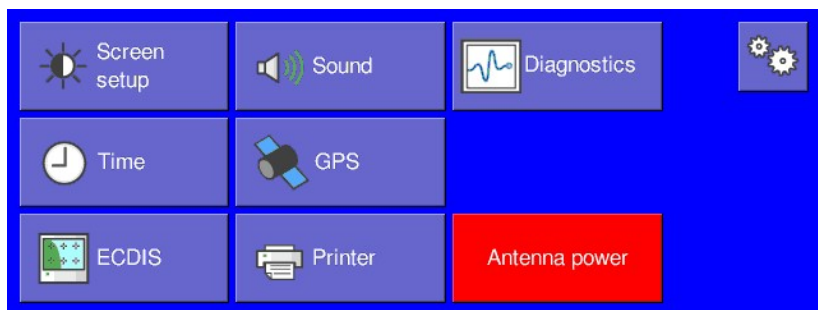 Screen
setup
Sound
Diagnostics
Time
GPS
ECDIS
Printer
Antenna power